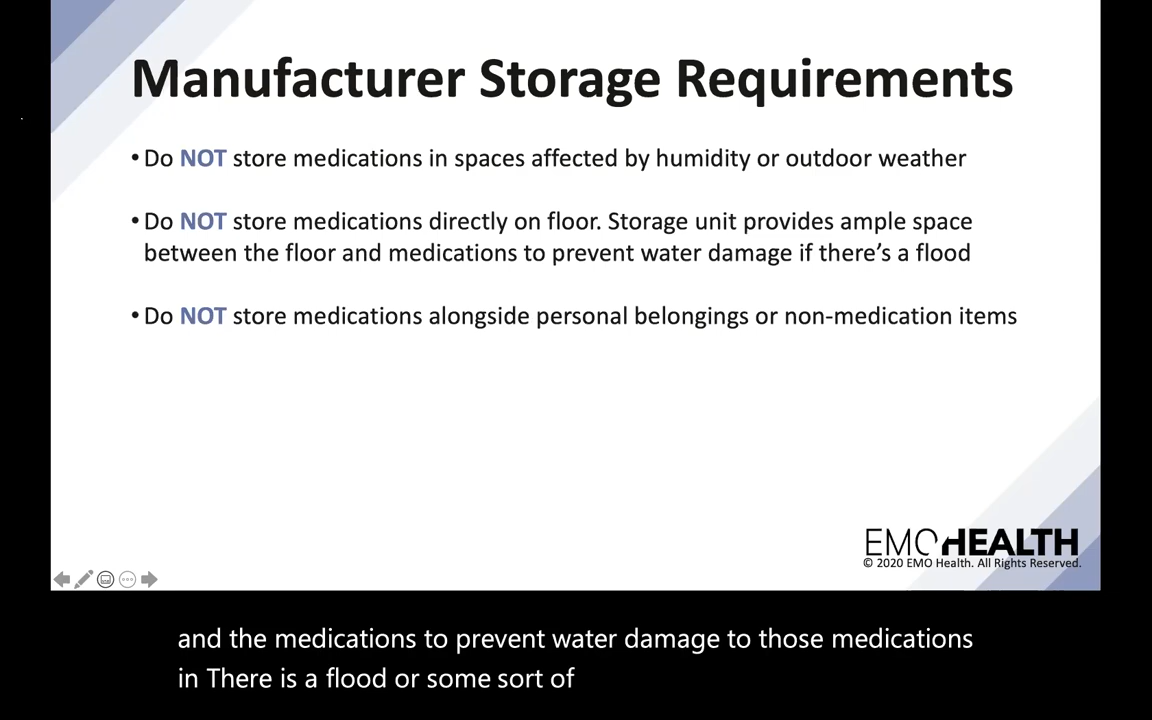 Manufacturer Storage Requirements
• Do NOT store medications in spaces affected by humidity or outdoor weather
• Do NOT store medications directly on floor. Storage unit provides ample space
between the floor and medications to prevent water damage if there's a flood
• Do NOT store medications alongside personal belongings or non-medication items
EMOHEALTH
© 2020 EMO Health. All Rights Reserved.
and the medications to prevent water damage to those medications
in There is a flood or some sort of